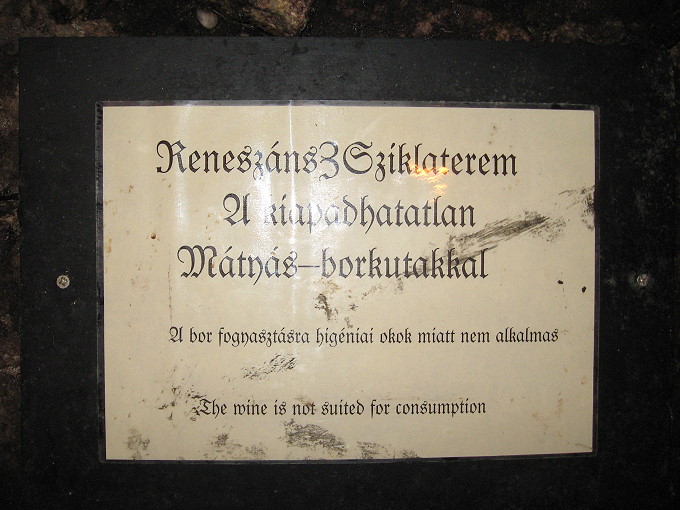 ReneszánsZ Sziklaterem
A kiapadhatatlan
Mátyás-borkutakkal
A bor fogyasztásra higéniai okok miatt nem alkalmas
The wine is not suited for consumption